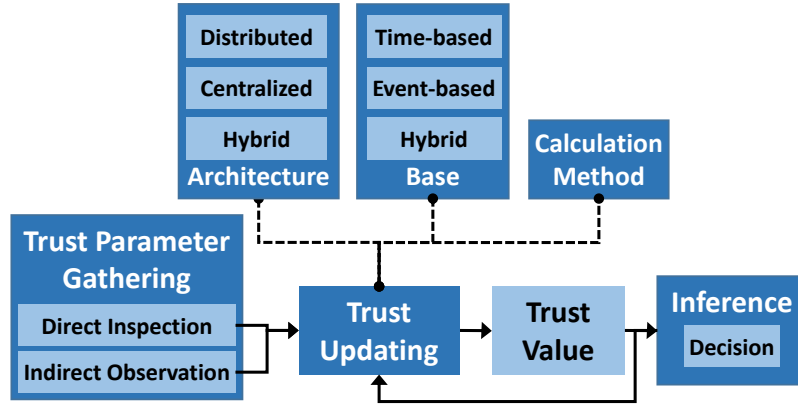 Distributed
Centralized
Hybrid
Architecture
Time-based
Event-based
Hybrid
Base
Calculation
Method
Trust Parameter
Gathering
Direct Inspection
Indirect Observation
Trust
Updating
Trust
Value
Inference
Decision